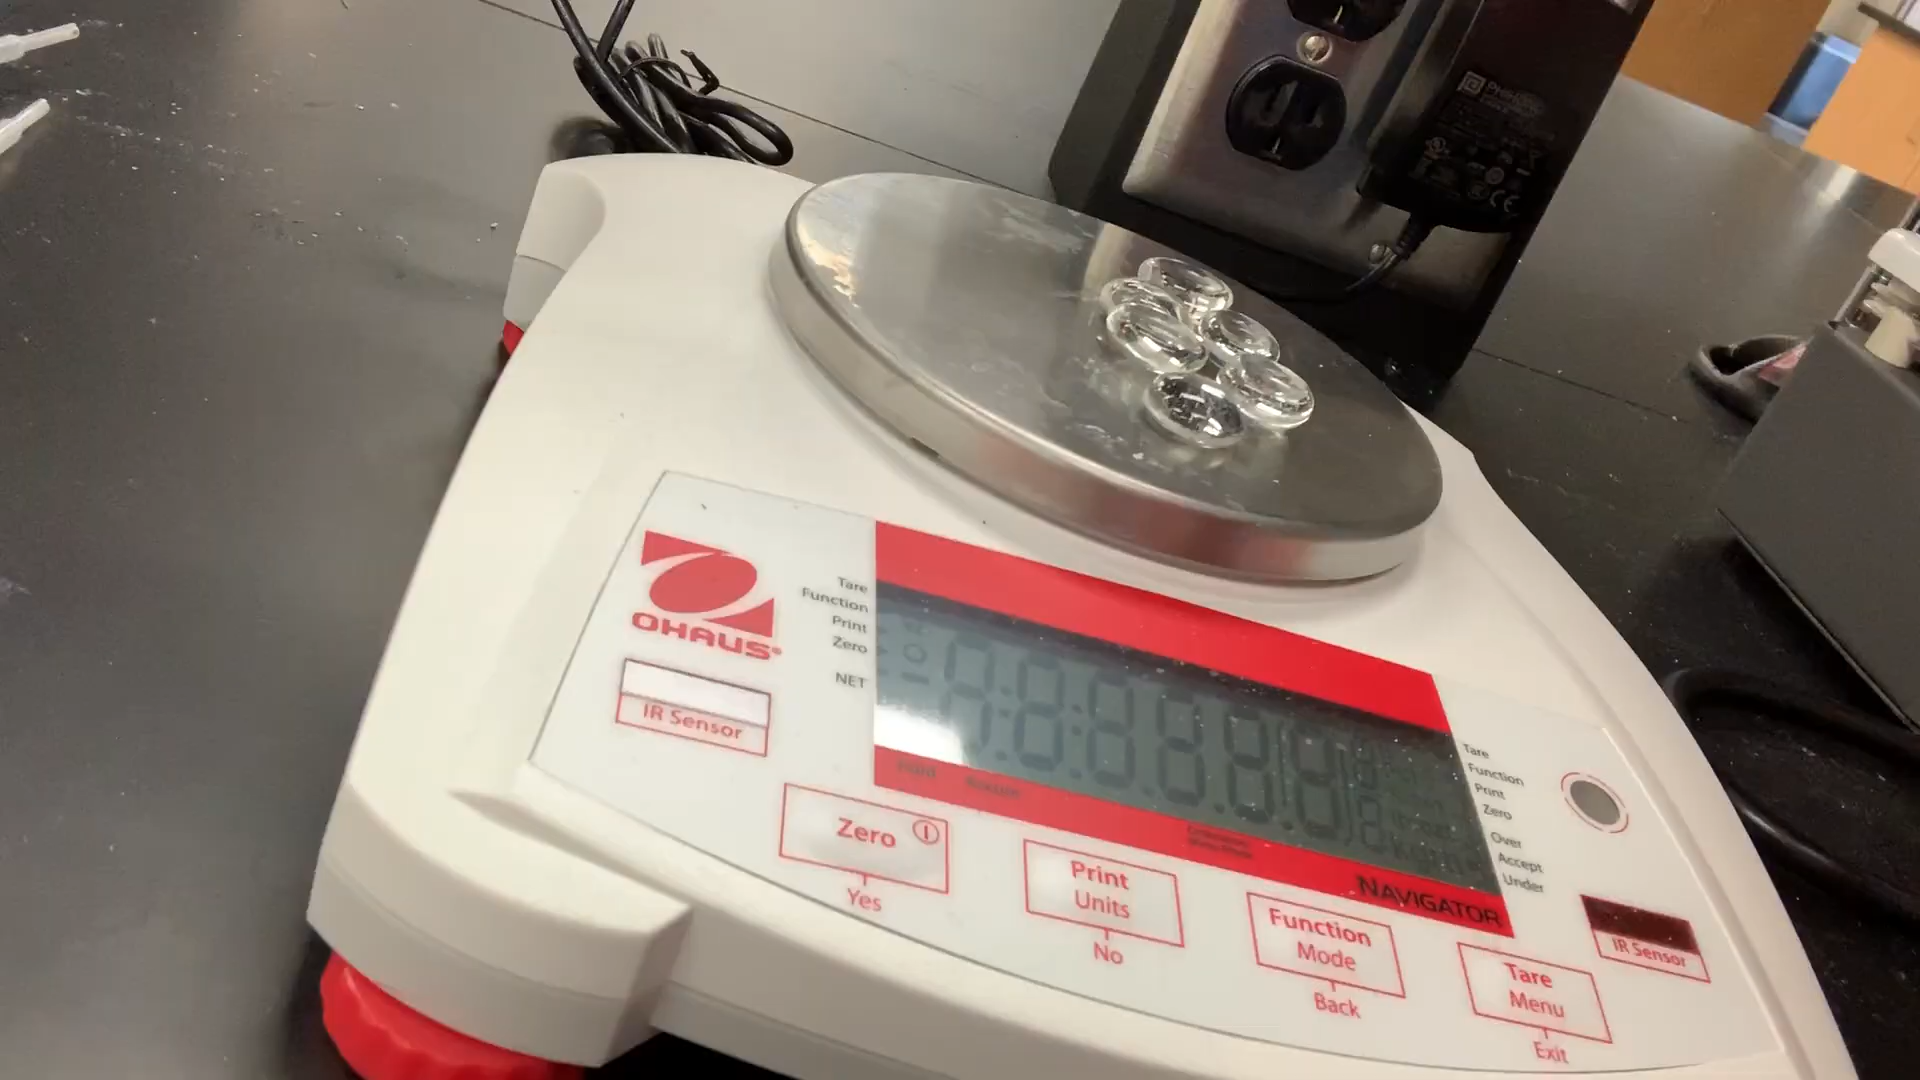 PHIHONG
OHAUS®
IR Sensor
Tare
Function
Print
Zero
NET
Tare
Function
Print
Zero
Over
Accept
Under
NAVIGATOR
Zero
Yes
Print
Units
No
Function
Mode
Back
Tare
Menu
Exit
IR Sensor